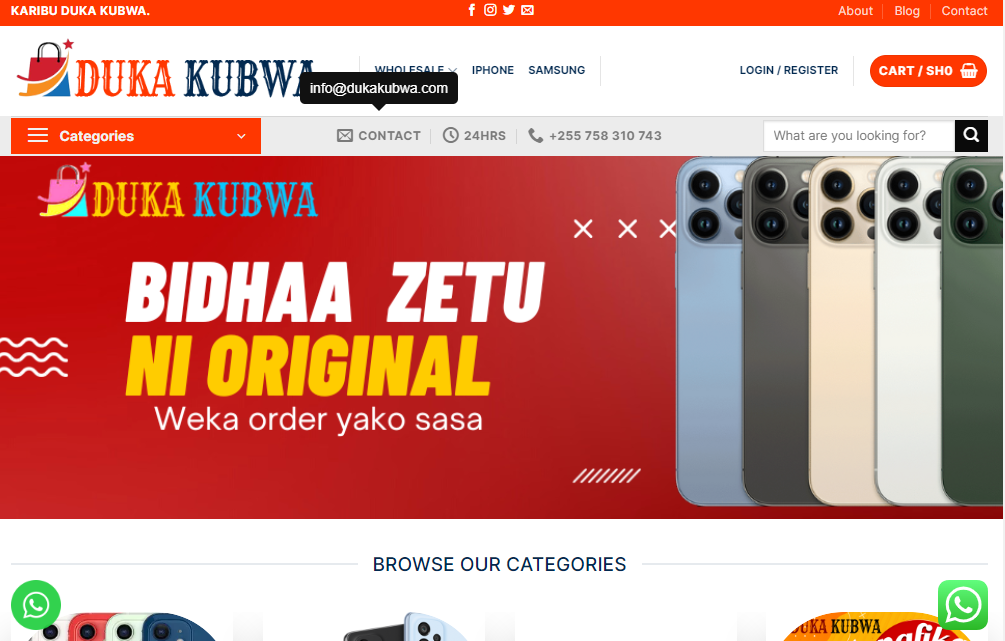 KARIBU DUKA KUBWA.
About
Blog
Contact
DUKA KUBWA
WHOLESALE
IPHONE
SAMSUNG
LOGIN / REGISTER
CART / SH0
info@dukakubwa.com
Categories
CONTACT
24HRS
+255 758 310 743
What are you looking for?
DUKA KUBWA
BIDHAA ZETU
NI ORIGINAL
Weka order yako sasa
BROWSE OUR CATEGORIES
DUKA KUBWA